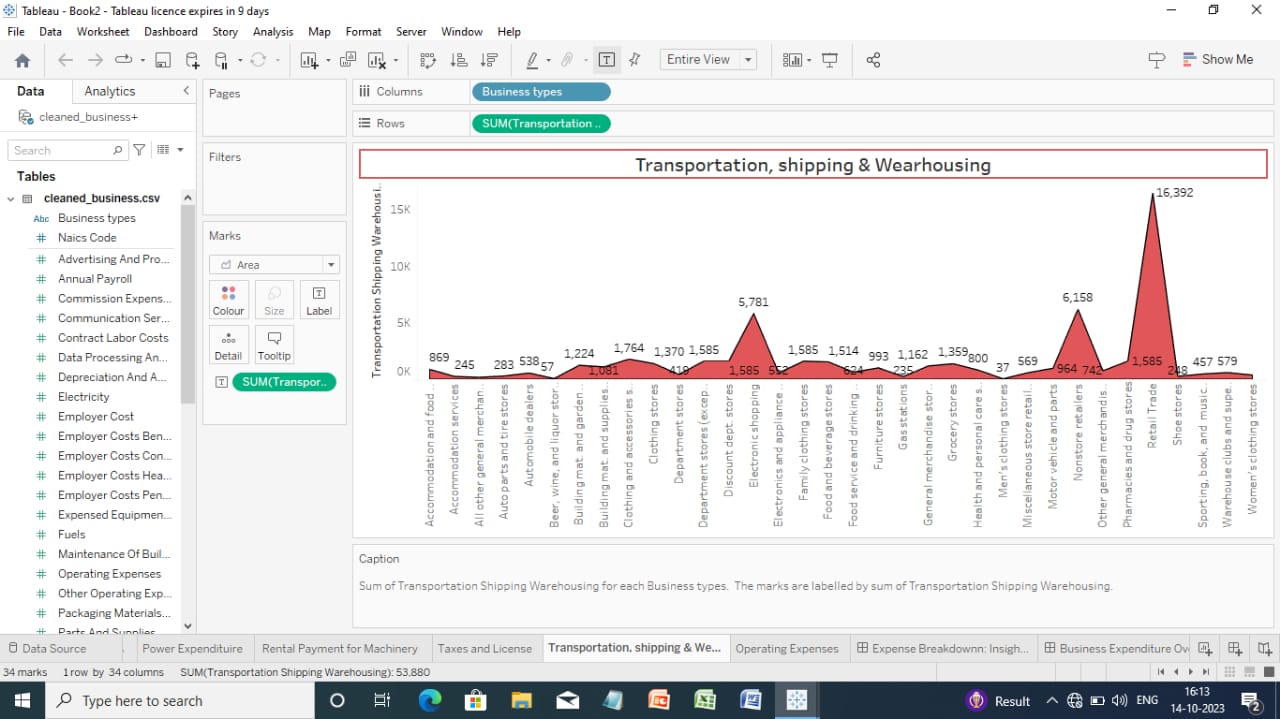 Tableau - Book2 - Tableau licence expires in 9 days
File Data Worksheet Dashboard Story Analysis Map Format Server Window Help
Entire View
Show Me
Data Analytics
cleaned_business+
Search
Tables
cleaned_business.csv
Abc Business types
# Naics Code
# Advertising And Pro...
# Annual Payroll
# Commission Expens...
# Communication Ser...
# Contract Labor Costs
# Data Processing An...
# Depreciation And A...
# Electricity
# Employer Cost
# Employer Costs Ben...
# Employer Costs Con...
# Employer Costs Hea...
# Employer Costs Pen...
# Expensed Equipmen...
# Fuels
# Maintenance Of Buil...
# Operating Expenses
# Other Operating Exp...
# Packaging Materials...
# Parts And Supplies
Pages
Filters
Marks
Area
Colour Size Label
Detail Tooltip
SUM(Transpor..
Columns Business types
Rows SUM(Transportation ..
Transportation, shipping & Wearhousing
Transportation Shipping Warehousi..
15K
10K
5K
0K
869
245
283
538
57
1,224
1,081
1,764
1,370
419
1,585
1,585
5,781
552
1,585
1,514
624
993
235
1,162
1,359
800
37
569
964
6,158
742
1,585
16,392
248
457
579
Accommodation and food..
Accommodation services
All other general merchan..
Auto parts and tire stores
Automobile dealers
Beer, wine, and liquor stor..
Building mat. and garden..
Building mat. and supplies..
Clothing and accessories s..
Clothing stores
Department stores
Department stores (excep..
Discount dept. stores
Electronic shopping
Electronics and appliance..
Family clothing stores
Food and beverage stores
Food service and drinking..
Furniture stores
Gas stations
General merchandise stor..
Grocery stores
Health and personal care s..
Men's clothing stores
Miscellaneous store retail..
Motor vehicle and parts
Nonstore retailers
Other general merchandis..
Pharmacies and drug stores
Retail Trade
Shoe stores
Sporting, book, and music..
Warehouse clubs and supe..
Women's clothing stores
Caption
Sum of Transportation Shipping Warehousing for each Business types. The marks are labelled by sum of Transportation Shipping Warehousing.
Data Source Power Expenditure Rental Payment for Machinery Taxes and License Transportation, shipping & We... Operating Expenses Expense Breakdownn: Insigh... Business Expenditure Ov
34 marks 1 row by 34 columns SUM(Transportation Shipping Warehousing): 53,880
Type here to search
Result
ENG
16:13
14-10-2023
2